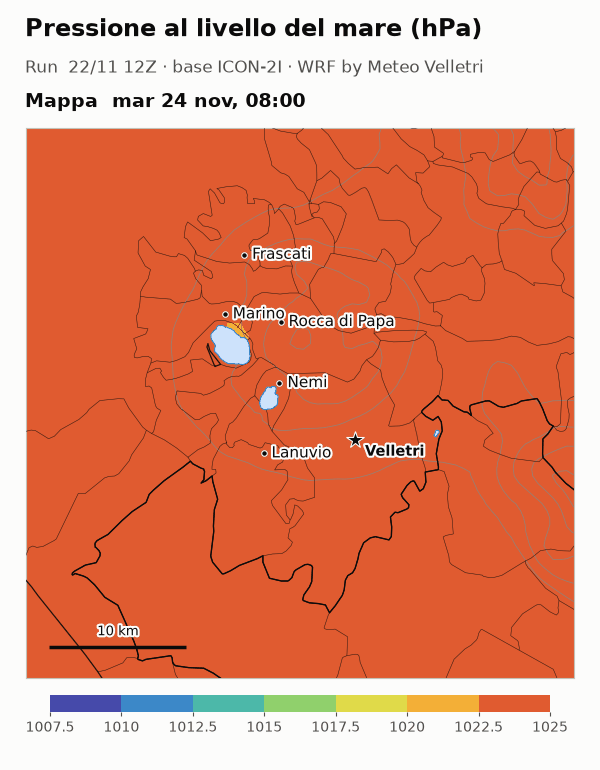 Pressione al livello del mare (hPa)
Run  22/11 12Z · base ICON-2I · WRF by Meteo Velletri
Mappa  mar 24 nov, 08:00
Frascati
Marino
Rocca di Papa
Nemi
Velletri
Lanuvio
10 km
1007.5 1010 1012.5 1015 1017.5 1020 1022.5 1025